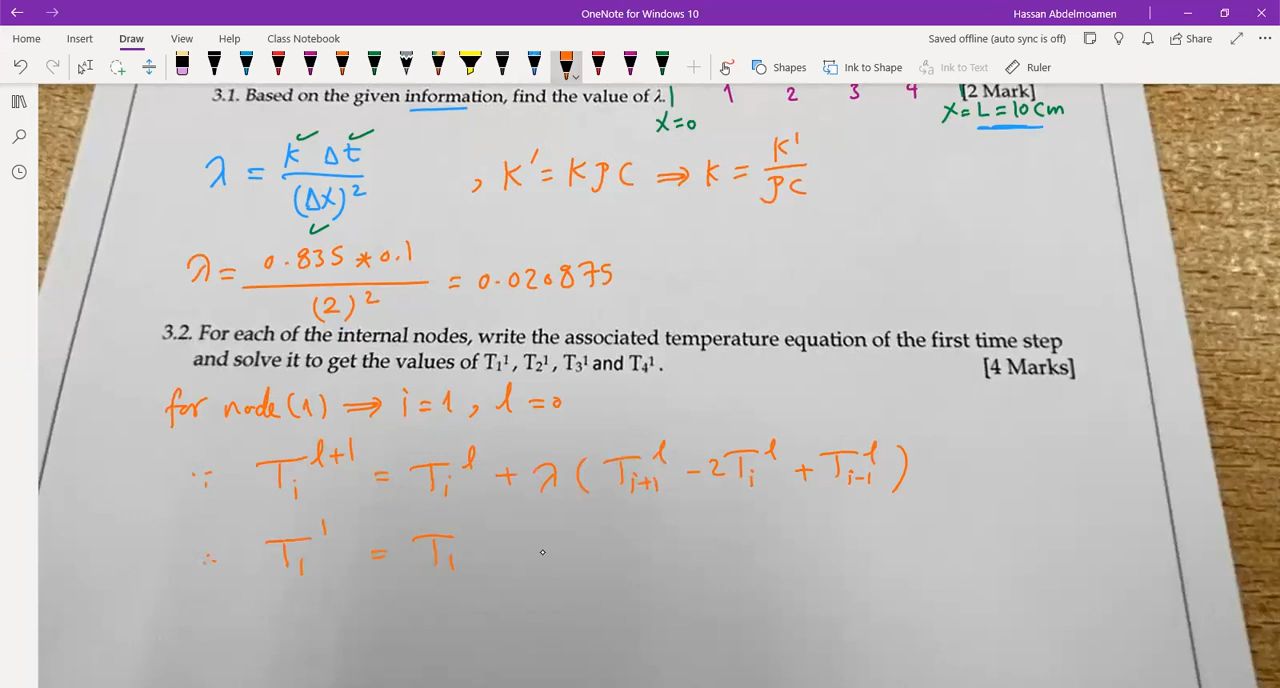 OneNote for Windows 10
Hassan Abdelmoamen
Home Insert Draw View Help Class Notebook
Saved offline (auto sync is off) Share
Shapes Ink to Shape Ink to Text Ruler
3.1. Based on the given information, find the value of λ. 1 2 3 4 [2 Mark]
x=0 x=L=10Cm
λ = k Δt / (Δx)² , K' = KρC ⇒ K = K' / ρC
λ = 0.835 * 0.1 / (2)² = 0.020875
3.2. For each of the internal nodes, write the associated temperature equation of the first time step
and solve it to get the values of T₁¹, T₂¹, T₃¹ and T₄¹. [4 Marks]
for node(1) ⇒ i=1, l=0
∵ Tᵢˡ⁺¹ = Tᵢˡ + λ(Tᵢ₊₁ˡ - 2Tᵢˡ + Tᵢ₋₁ˡ)
∴ T₁¹ = T₁